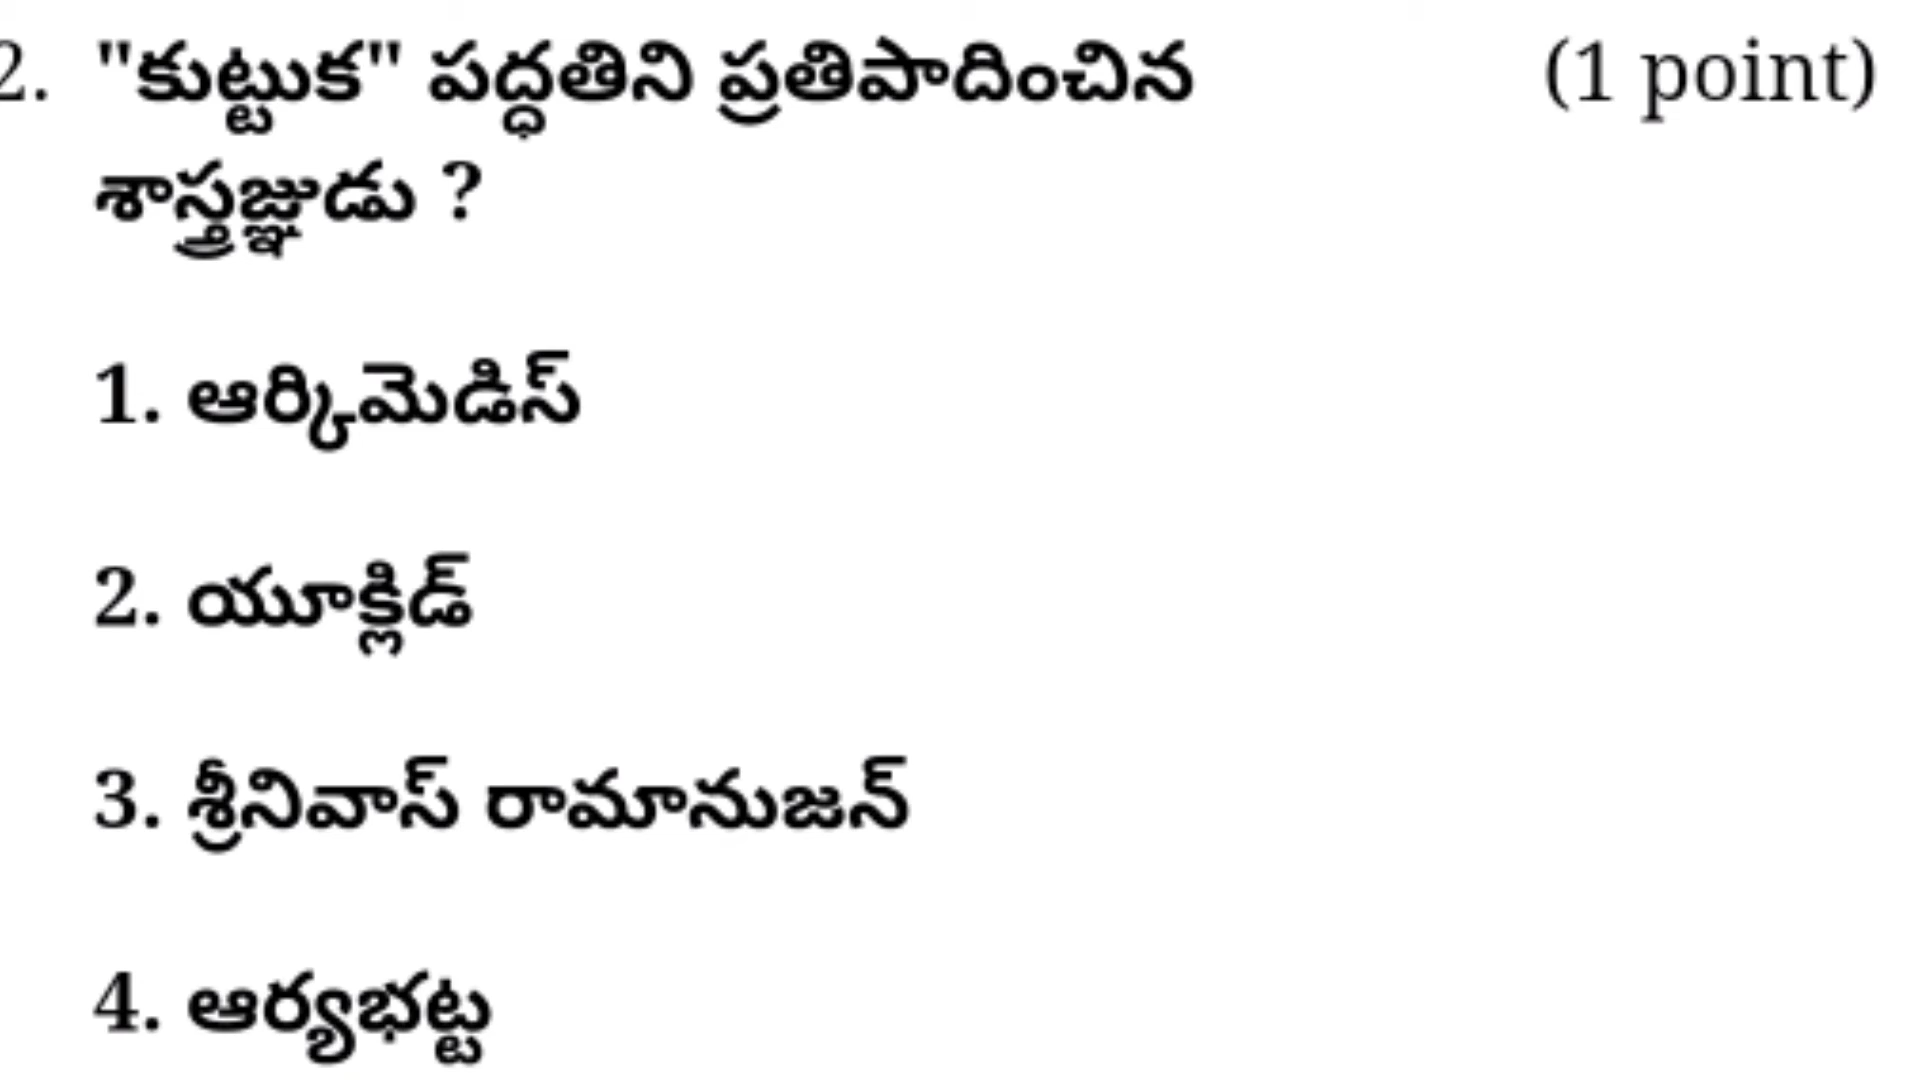 2. "కుట్టుక" పద్ధతిని ప్రతిపాదించిన (1 point)
శాస్త్రజ్ఞుడు ?
1. ఆర్కిమెడిస్
2. యూక్లిడ్
3. శ్రీనివాస్ రామానుజన్
4. ఆర్యభట్ట